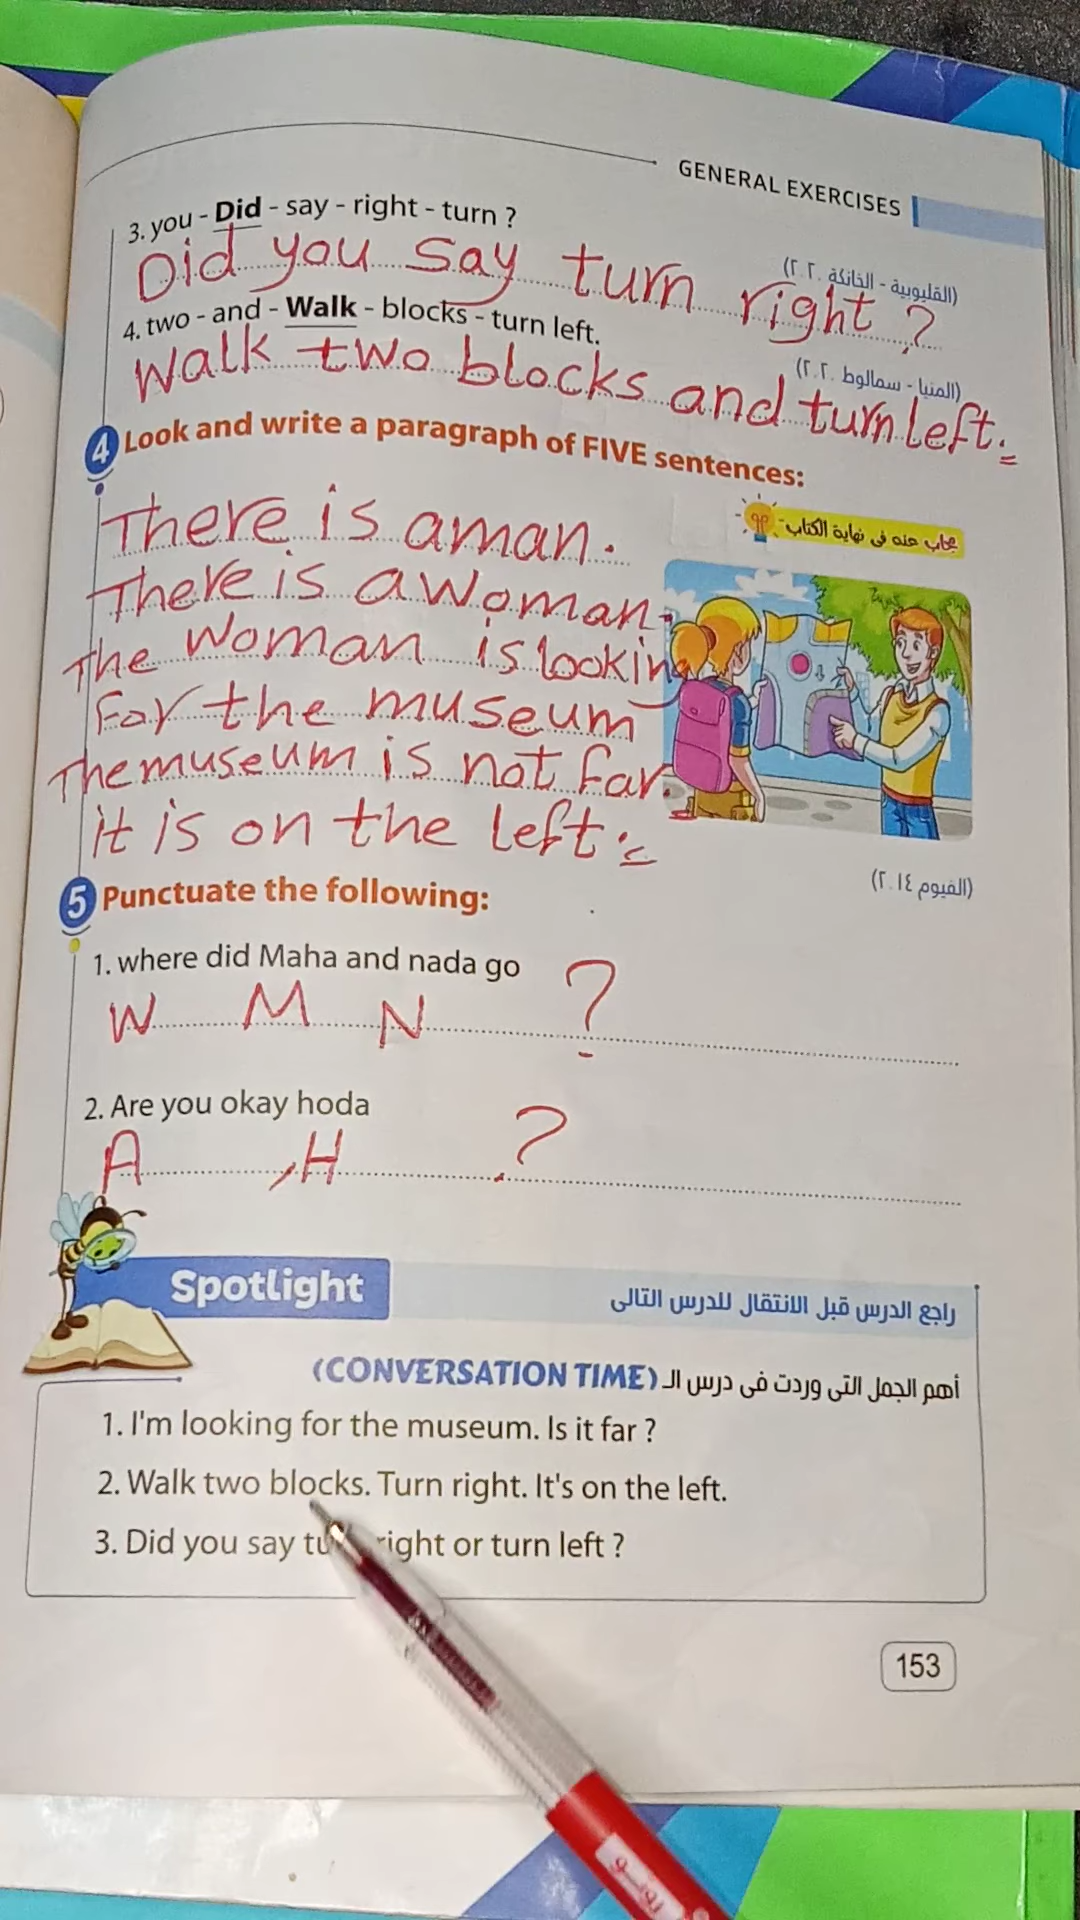 GENERAL EXERCISES
3. you - Did - say - right - turn ?
(القليوبية - الخانكة ٢٠٢٠)
Did you say turn right ?
4. two - and - Walk - blocks - turn left.
(المنيا - سمالوط ٢٠٢٠)
Walk two blocks and turn left.
4 Look and write a paragraph of FIVE sentences:
مجاب عنه فى نهاية الكتاب
There is a man.
There is a woman.
The woman is looking
for the museum
The museum is not far.
it is on the left.
(الفيوم ٢٠١٤)
5 Punctuate the following:
1. where did Maha and nada go
W M N ?
2. Are you okay hoda
A , H ?
Spotlight
راجع الدرس قبل الانتقال للدرس التالى
أهم الجمل التى وردت فى درس الـ (CONVERSATION TIME)
1. I'm looking for the museum. Is it far ?
2. Walk two blocks. Turn right. It's on the left.
3. Did you say right or turn left ?
153